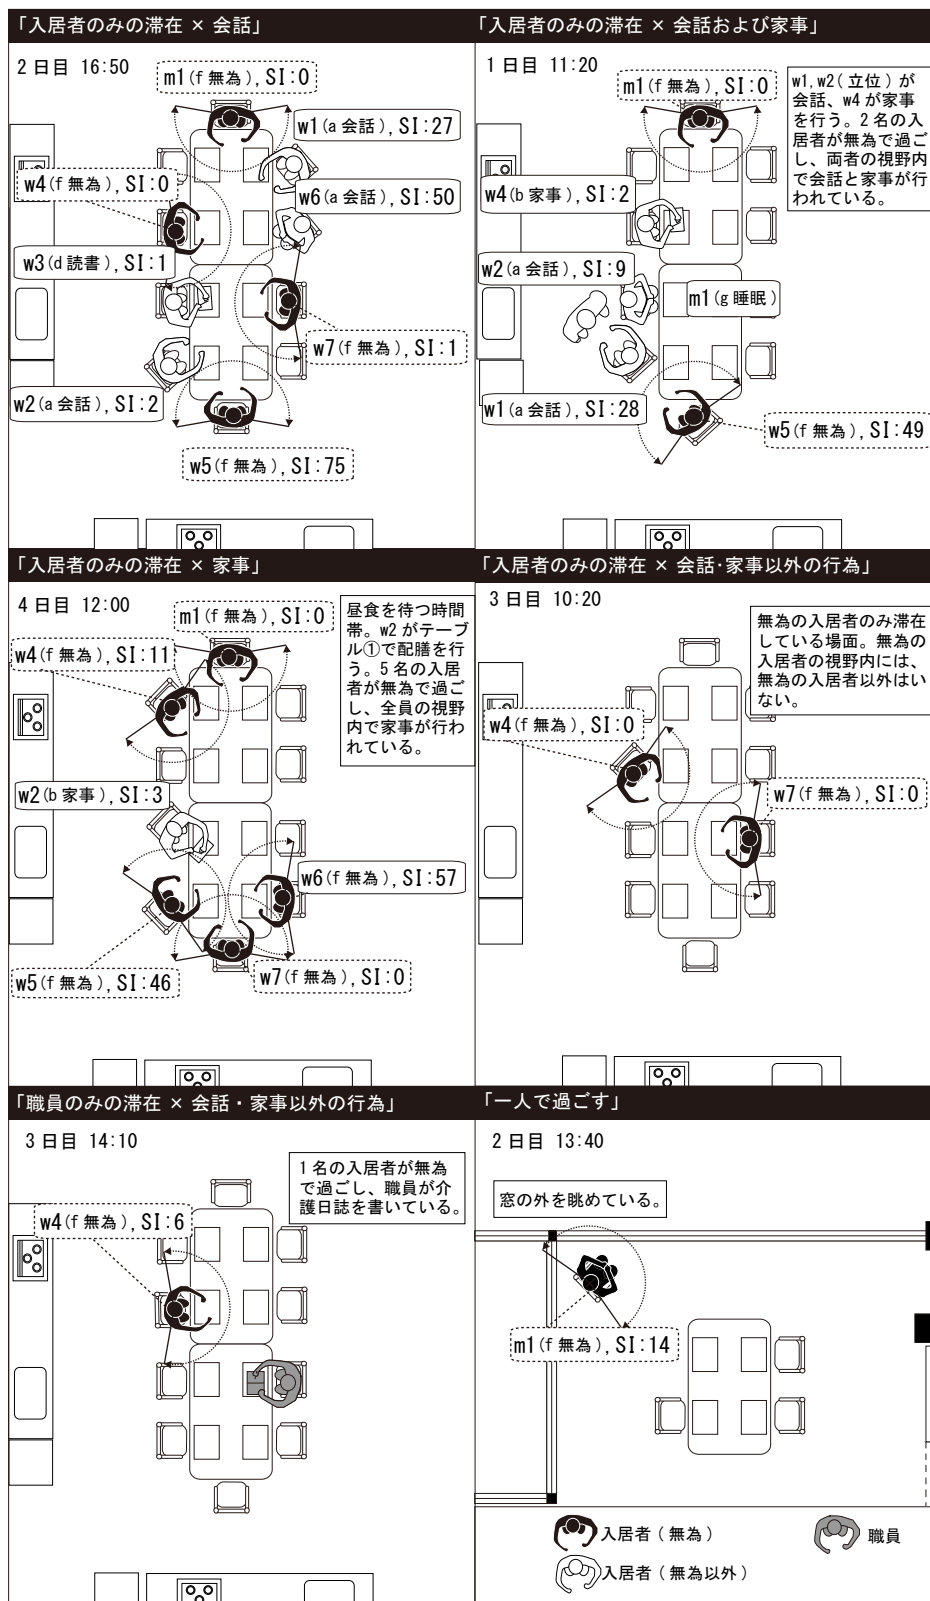 「入居者のみの滞在 × 会話」
2日目 16:50
m1(f 無為), SI:0
w1(a 会話), SI:27
w4(f 無為), SI:0
w6(a 会話), SI:50
w3(d 読書), SI:1
w7(f 無為), SI:1
w2(a 会話), SI:2
w5(f 無為), SI:75
「入居者のみの滞在 × 会話および家事」
1日目 11:20
m1(f 無為), SI:0
w1,w2(立位)が
会話、w4が家事
を行う。2名の入
居者が無為で過ご
し、両者の視野内
で会話と家事が行
われている。
w4(b 家事), SI:2
w2(a 会話), SI:9
m1(g 睡眠)
w1(a 会話), SI:28
w5(f 無為), SI:49
「入居者のみの滞在 × 家事」
4日目 12:00
m1(f 無為), SI:0
昼食を待つ時間
帯。w2がテーブ
ル①で配膳を行
う。5名の入居
者が無為で過ご
し、全員の視野
内で家事が行わ
れている。
w4(f 無為), SI:11
w2(b 家事), SI:3
w6(f 無為), SI:57
w5(f 無為), SI:46
w7(f 無為), SI:0
「入居者のみの滞在 × 会話･家事以外の行為」
3日目 10:20
無為の入居者のみ滞在
している場面。無為の
入居者の視野内には、
無為の入居者以外はい
ない。
w4(f 無為), SI:0
w7(f 無為), SI:0
「職員のみの滞在 × 会話・家事以外の行為」
3日目 14:10
1名の入居者が無為
で過ごし、職員が介
護日誌を書いている。
w4(f 無為), SI:6
「一人で過ごす」
2日目 13:40
窓の外を眺めている。
m1(f 無為), SI:14
入居者(無為)
職員
入居者(無為以外)